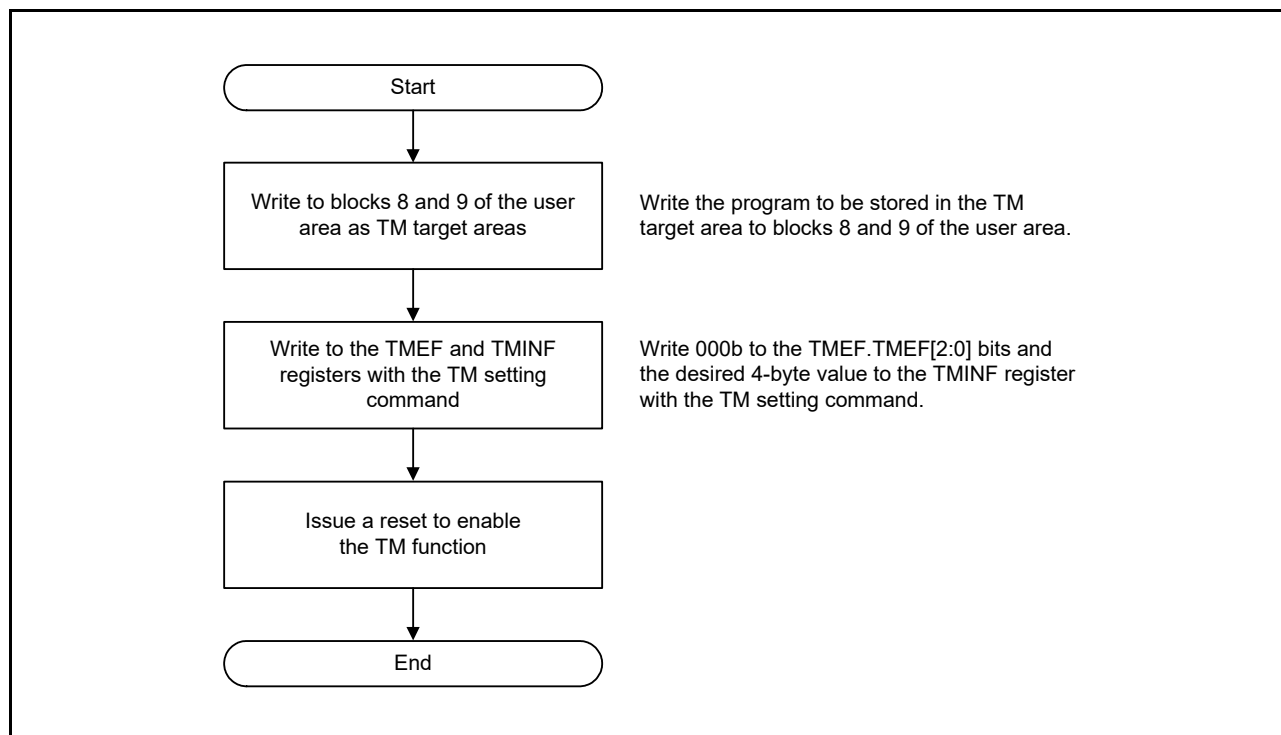 Start
Write to blocks 8 and 9 of the user
area as TM target areas
Write the program to be stored in the TM
target area to blocks 8 and 9 of the user area.
Write to the TMEF and TMINF
registers with the TM setting
command
Write 000b to the TMEF.TMEF[2:0] bits and
the desired 4-byte value to the TMINF register
with the TM setting command.
Issue a reset to enable
the TM function
End